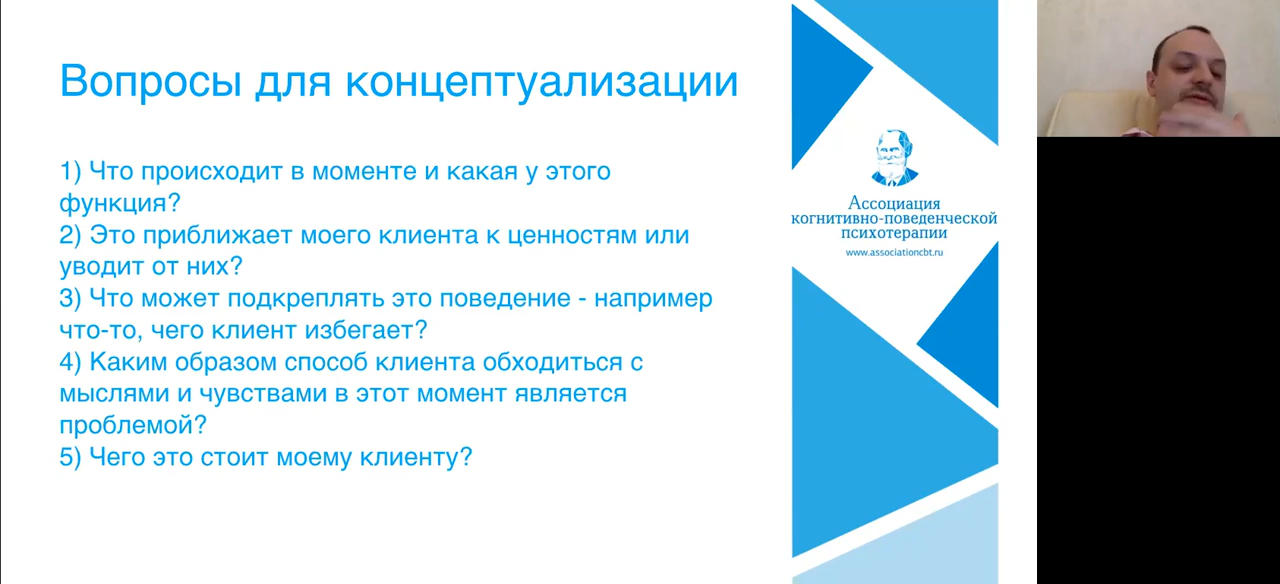 Вопросы для концептуализации
1) Что происходит в моменте и какая у этого
функция?
2) Это приближает моего клиента к ценностям или
уводит от них?
3) Что может подкреплять это поведение - например
что-то, чего клиент избегает?
4) Каким образом способ клиента обходиться с
мыслями и чувствами в этот момент является
проблемой?
5) Чего это стоит моему клиенту?
Ассоциация
когнитивно-поведенческой
психотерапии
www.associationcbt.ru